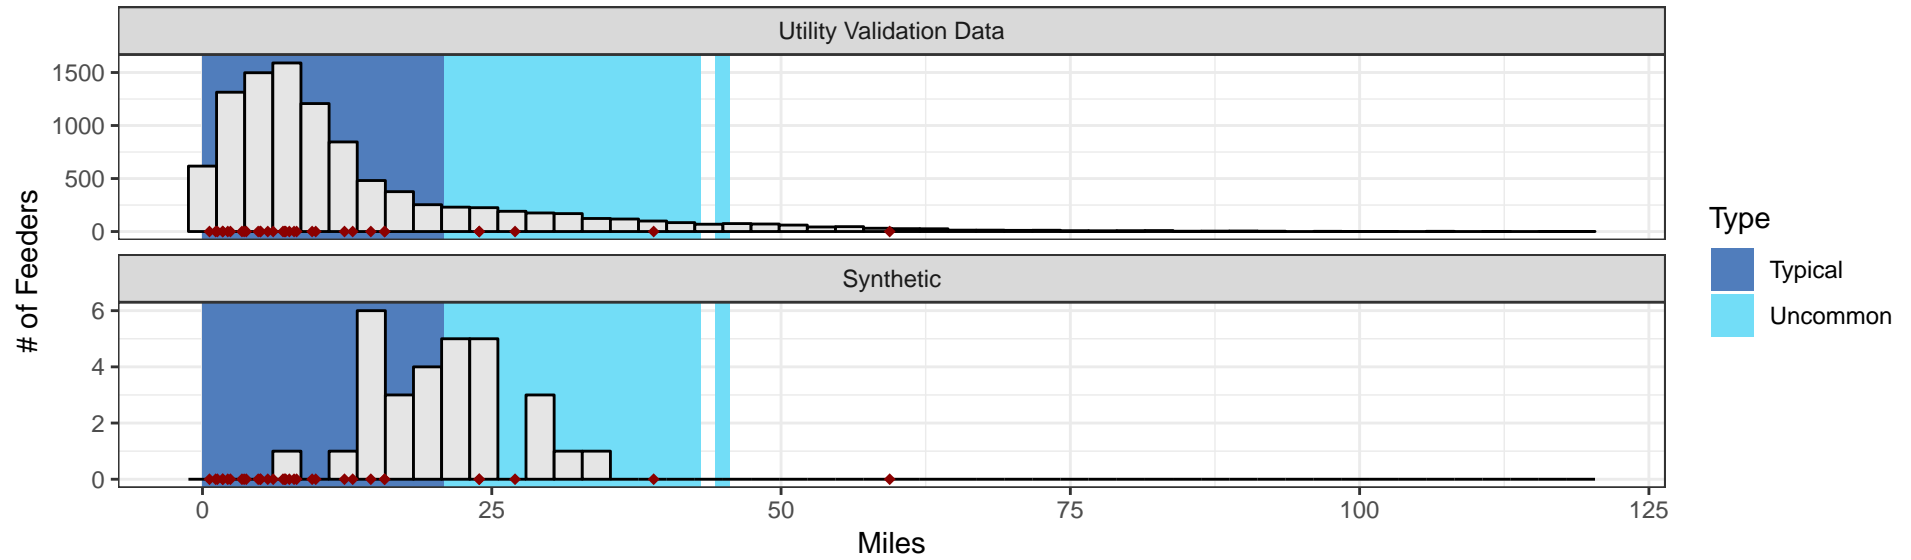 Utility Validation Data
1500
1000
500
0
# of Feeders
Synthetic
6
4
2
0
0 25 50 75 100 125
Miles
Type
Typical
Uncommon